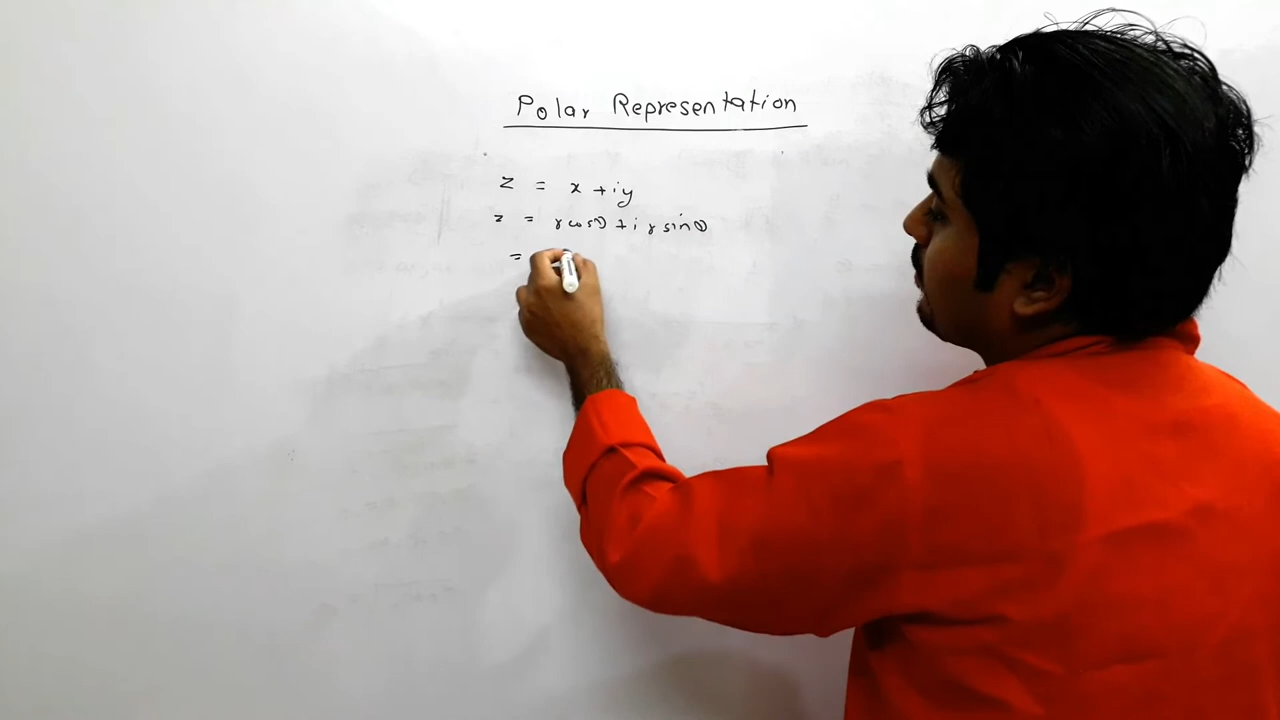 Polar Representation
z = x + iy
z = r cosθ + i r sinθ
=